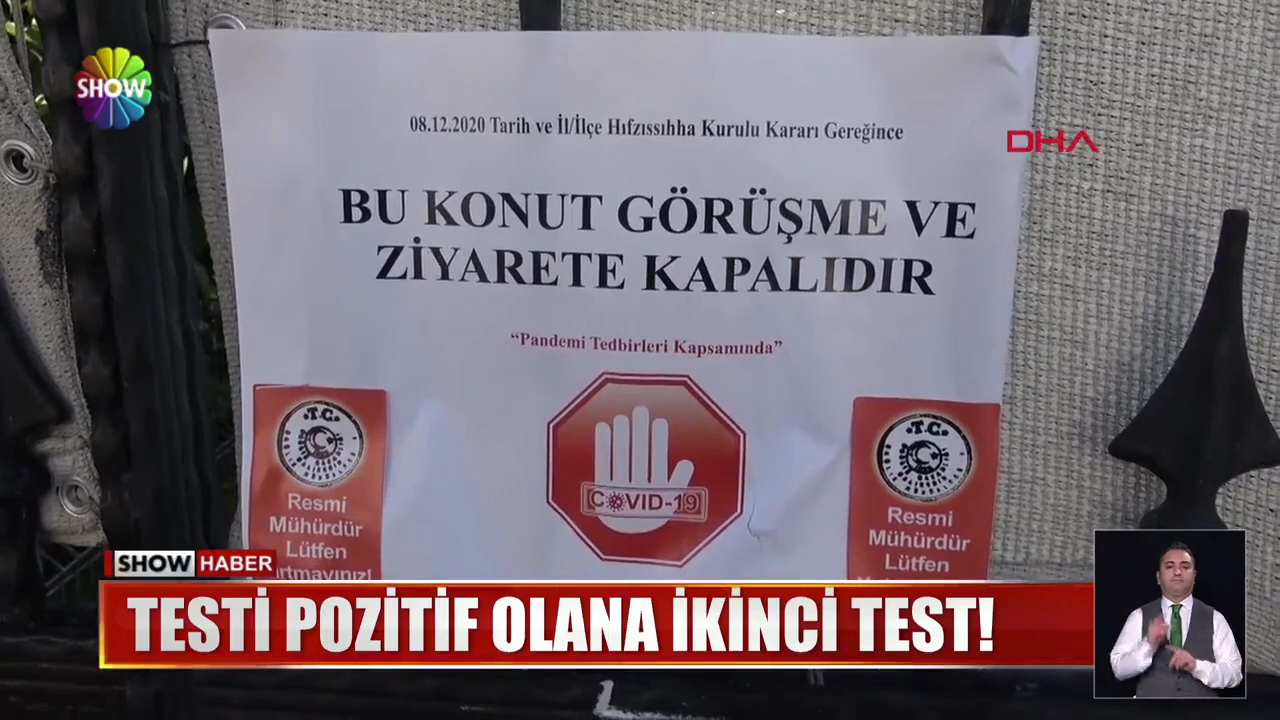 SHOW
DHA
08.12.2020 Tarih ve İl/İlçe Hıfzıssıhha Kurulu Kararı Gereğince
BU KONUT GÖRÜŞME VE
ZİYARETE KAPALIDIR
“Pandemi Tedbirleri Kapsamında”
COVID-19
T.C.
Resmi
Mühürdür
Lütfen
T.C.
Resmi
Mühürdür
Lütfen
SHOW HABER
TESTİ POZİTİF OLANA İKİNCİ TEST!